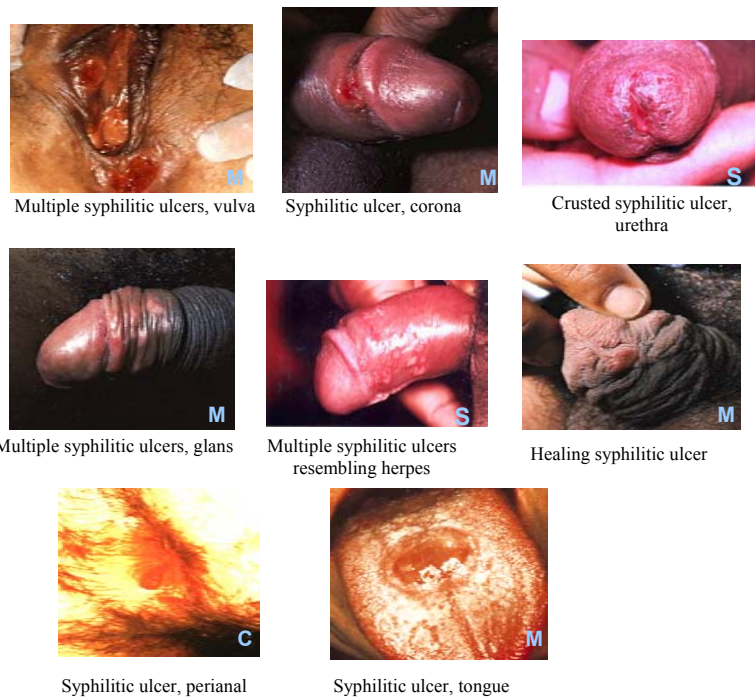 M
Multiple syphilitic ulcers, vulva
M
Syphilitic ulcer, corona
S
Crusted syphilitic ulcer,
urethra
M
Multiple syphilitic ulcers, glans
S
Multiple syphilitic ulcers
resembling herpes
M
Healing syphilitic ulcer
C
Syphilitic ulcer, perianal
M
Syphilitic ulcer, tongue